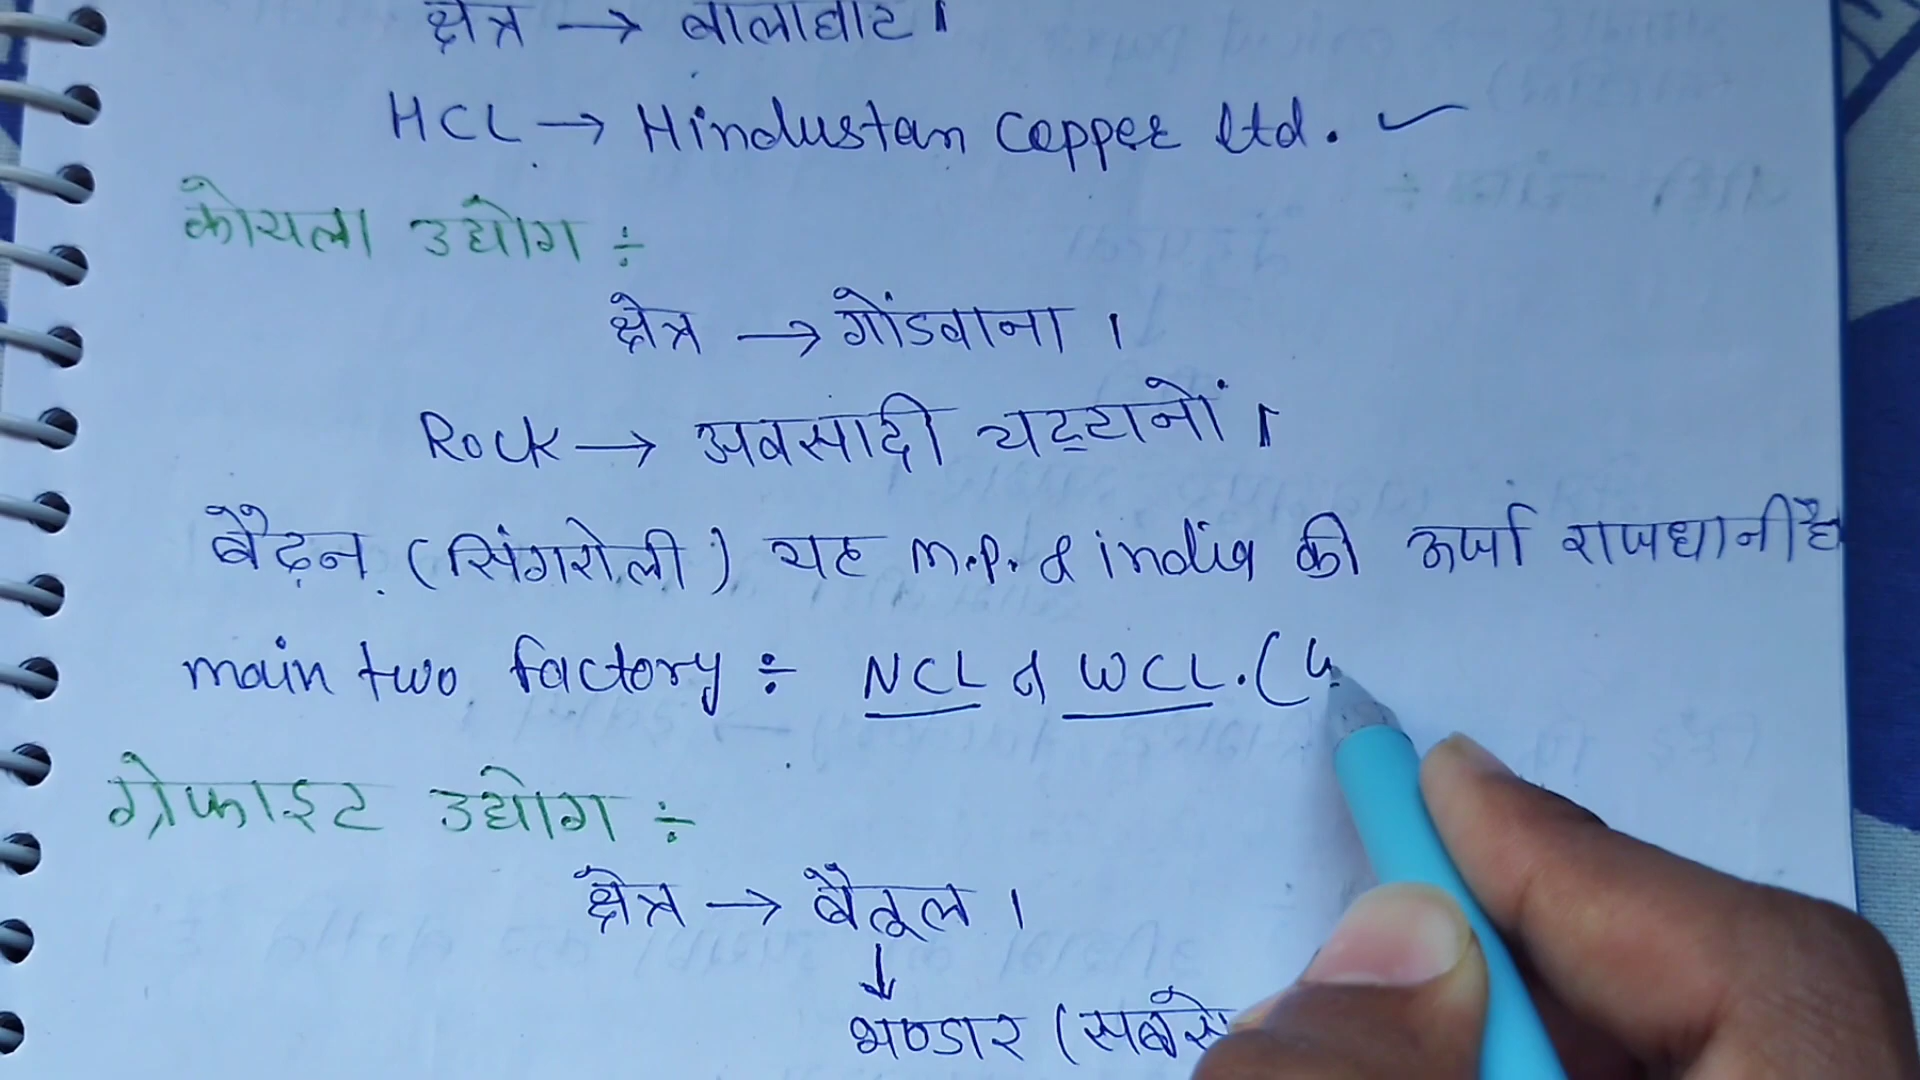 क्षेत्र → बालाघाट।
HCL → Hindustan Copper Ltd. ✓
कोयला उद्योग ÷
क्षेत्र → गोंडवाना ।
Rock → अवसादी चट्टानों ।
बैढ़न (सिंगरोली) यह M.P. & india की ऊर्जा राजधानी है
main two factory ÷ NCL व WCL. (
ग्रेफाइट उद्योग ÷
क्षेत्र → बैतूल ।
↓
भण्डार (सबसे